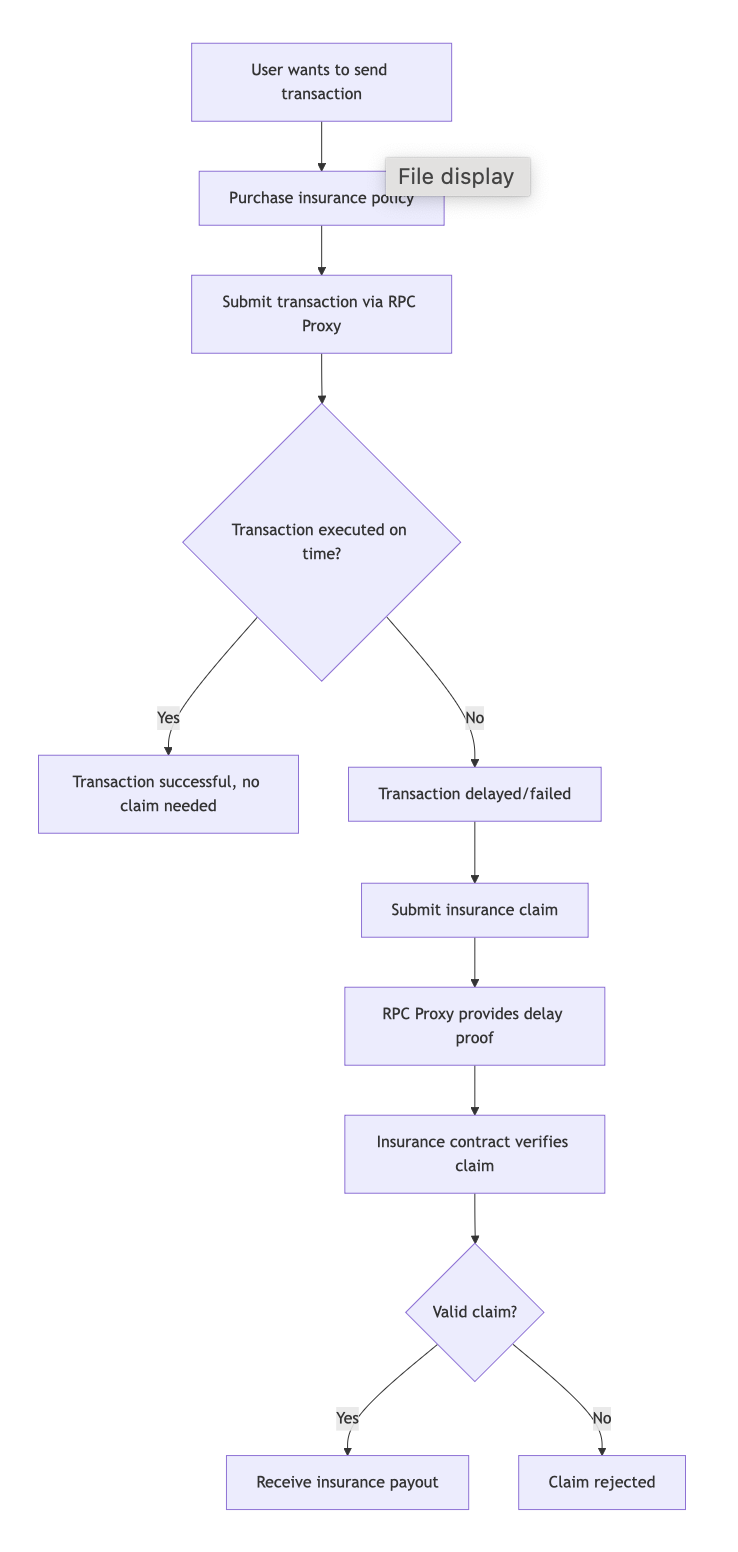 User wants to send
transaction
File display
Purchase insurance policy
Submit transaction via RPC
Proxy
Transaction executed on
time?
Yes
No
Transaction successful, no
claim needed
Transaction delayed/failed
Submit insurance claim
RPC Proxy provides delay
proof
Insurance contract verifies
claim
Valid claim?
Yes
No
Receive insurance payout
Claim rejected